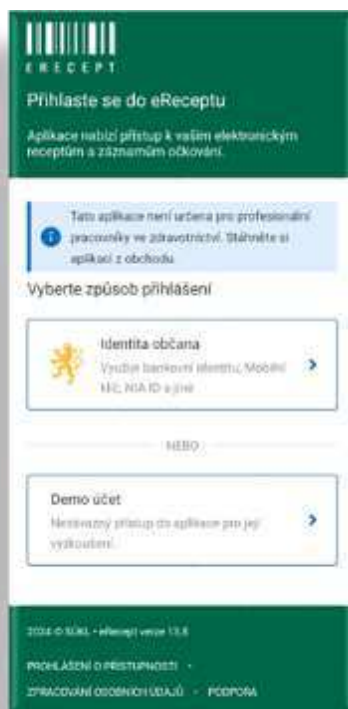 ERECEPT
Přihlaste se do eReceptu
Aplikace nabízí přístup k vašim elektronickým
receptům a záznamům očkování.
Tato aplikace není určena pro profesionální
pracovníky ve zdravotnictví. Stáhněte si
aplikaci z obchodu.
Vyberte způsob přihlášení
Identita občana
Využije bankovní identitu, Mobilní
klíč, NIA ID a jiné
NEBO
Demo účet
Nezávazný přístup do aplikace pro její
vyzkoušení.
2024 © SÚKL • eRecept verze
PROHLÁŠENÍ O PŘÍSTUPNOSTI •
ZPRACOVÁNÍ OSOBNÍCH ÚDAJŮ • PODPORA